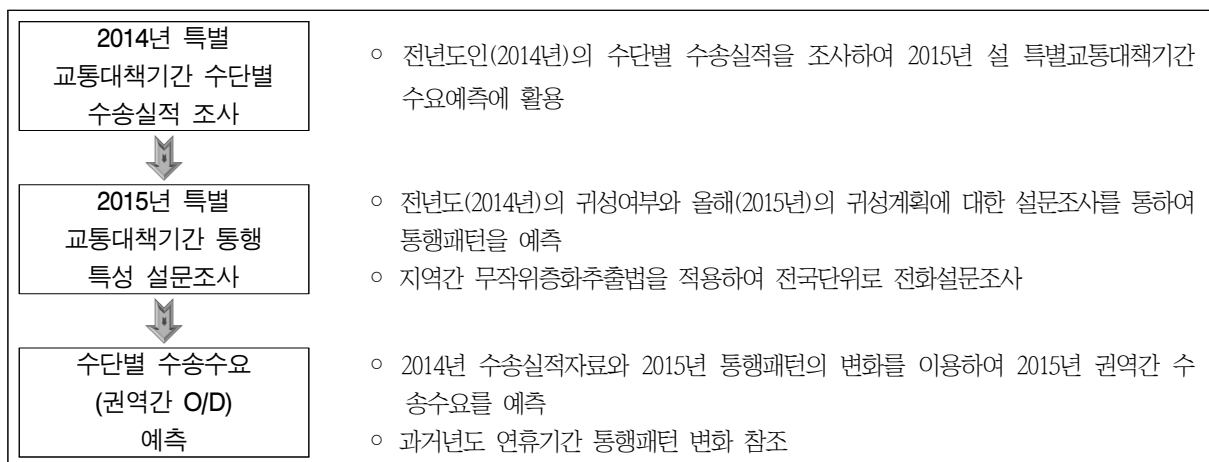 2014년 특별
교통대책기간 수단별
수송실적 조사
○ 전년도인(2014년)의 수단별 수송실적을 조사하여 2015년 설 특별교통대책기간
수요예측에 활용
2015년 특별
교통대책기간 통행
특성 설문조사
○ 전년도(2014년)의 귀성여부와 올해(2015년)의 귀성계획에 대한 설문조사를 통하여
통행패턴을 예측
○ 지역간 무작위층화추출법을 적용하여 전국단위로 전화설문조사
수단별 수송수요
(권역간 O/D)
예측
○ 2014년 수송실적자료와 2015년 통행패턴의 변화를 이용하여 2015년 권역간 수
송수요를 예측
○ 과거년도 연휴기간 통행패턴 변화 참조